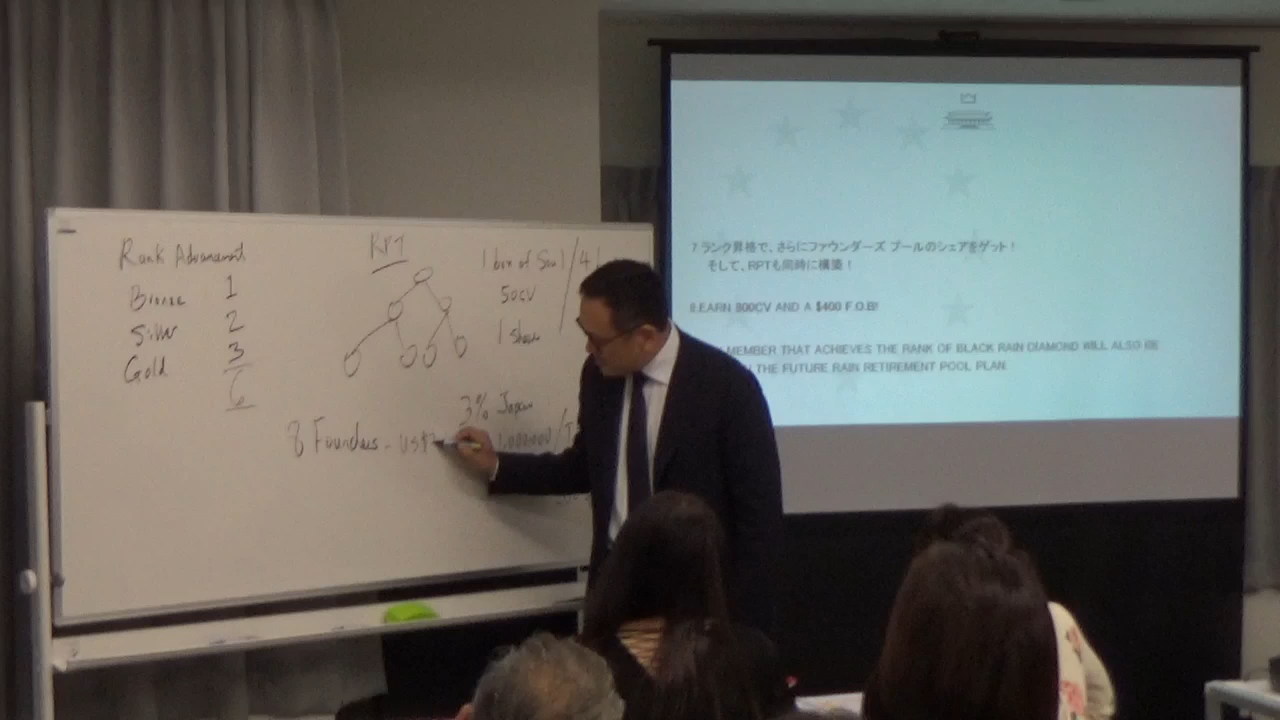 Rank Advancement
Bronze 1
Silver 2
Gold 3
6
RPT
1 box of Soul / 4
50CV
1 share
3% Japan
8 Founders - US$
1,000,000 /
7.ランク昇格で、さらにファウンダーズ プールのシェアをゲット!
そして、RPTも同時に構築!
8.EARN 800CV AND A $400 F.O.B!
MEMBER THAT ACHIEVES THE RANK OF BLACK RAIN DIAMOND WILL ALSO BE
THE FUTURE RAIN RETIREMENT POOL PLAN.